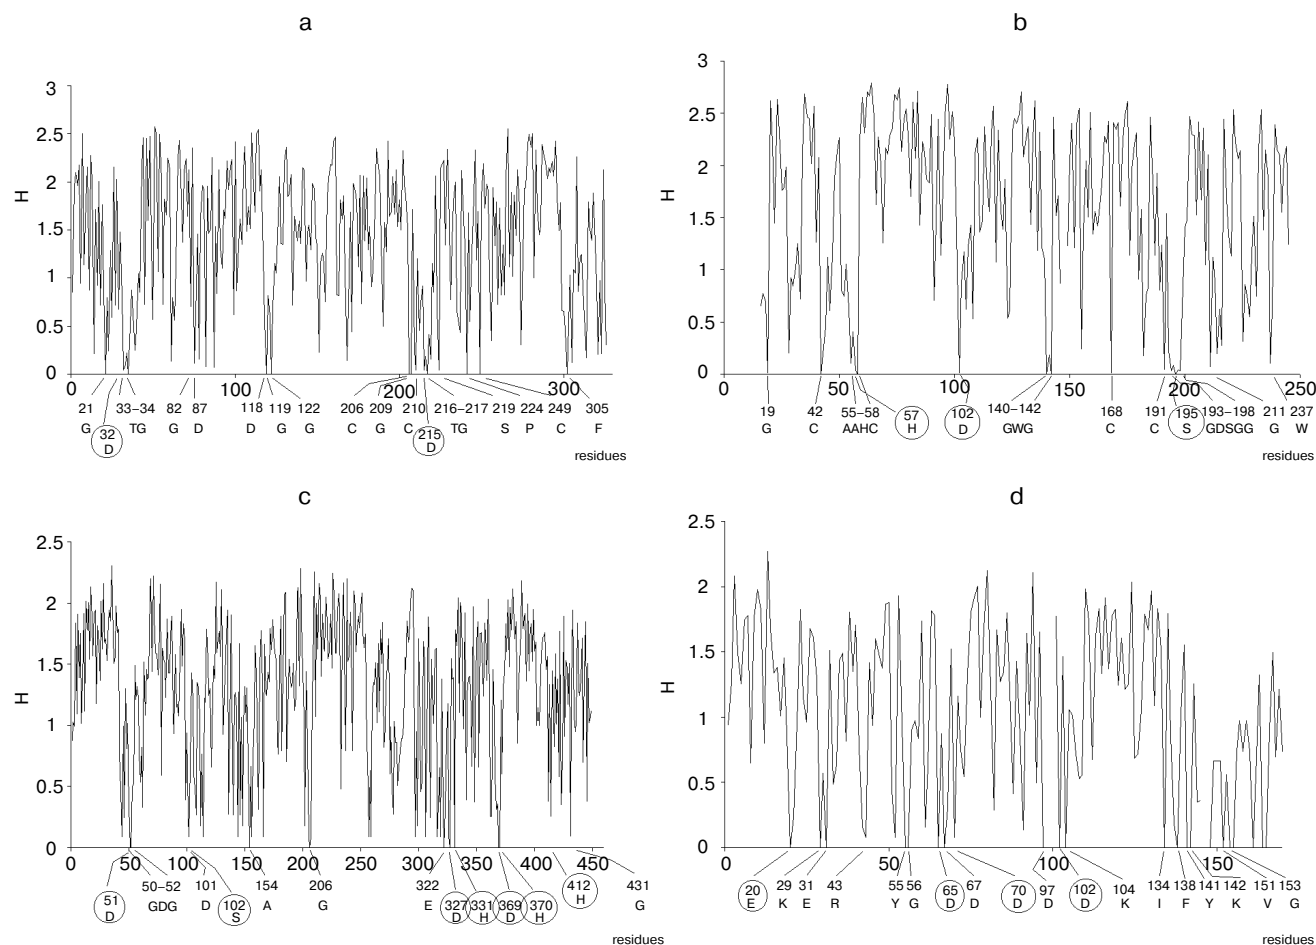 a
3
2.5
2
1.5
1
0.5
0
H
0 100 200 300
21 33–34 82 87 118 119 122 206 209 210 216–217 219 224 249 305
G TG G D D G G C G C TG S P C F
32 D
215 D
residues
b
3
2.5
2
1.5
1
0.5
0
H
0 50 100 150 200 250
19 42 55–58 57 102 140–142 168 191 195 193–198 211 237
G C AAHC H D GWG C C S GDSGG G W
residues
c
2.5
2
1.5
1
0.5
0
H
0 50 100 150 200 250 300 350 400 450
50–52 101 154 206 322 412 431
GDG D A G E H G
51 102 327 331 369 370
D S D H D H
residues
d
2.5
2
1.5
1
0.5
0
H
0 50 100 150
20 29 31 43 55 56 65 67 70 97 102 104 134 138 141 142 151 153
E K E R Y G D D D D D K I F Y K V G
residues